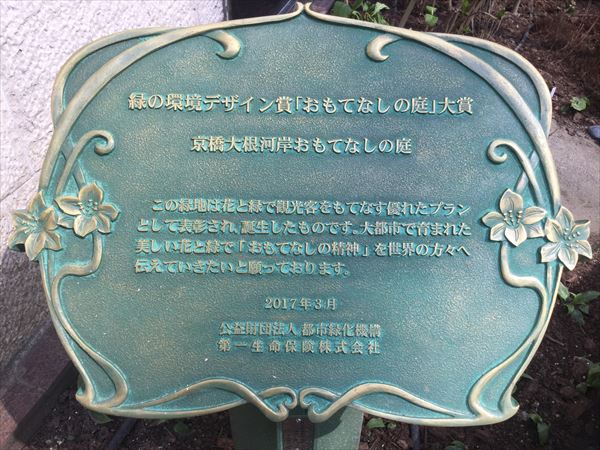 緑の環境デザイン賞「おもてなしの庭」大賞
京橋大根河岸おもてなしの庭
この緑地は花と緑で観光客をもてなす優れたプラン
として表彰され、誕生したものです。大都市で育まれた
美しい花と緑で「おもてなしの精神」を世界の方々へ
伝えていきたいと願っております。
2017年3月
公益財団法人 都市緑化機構
第一生命保険株式会社